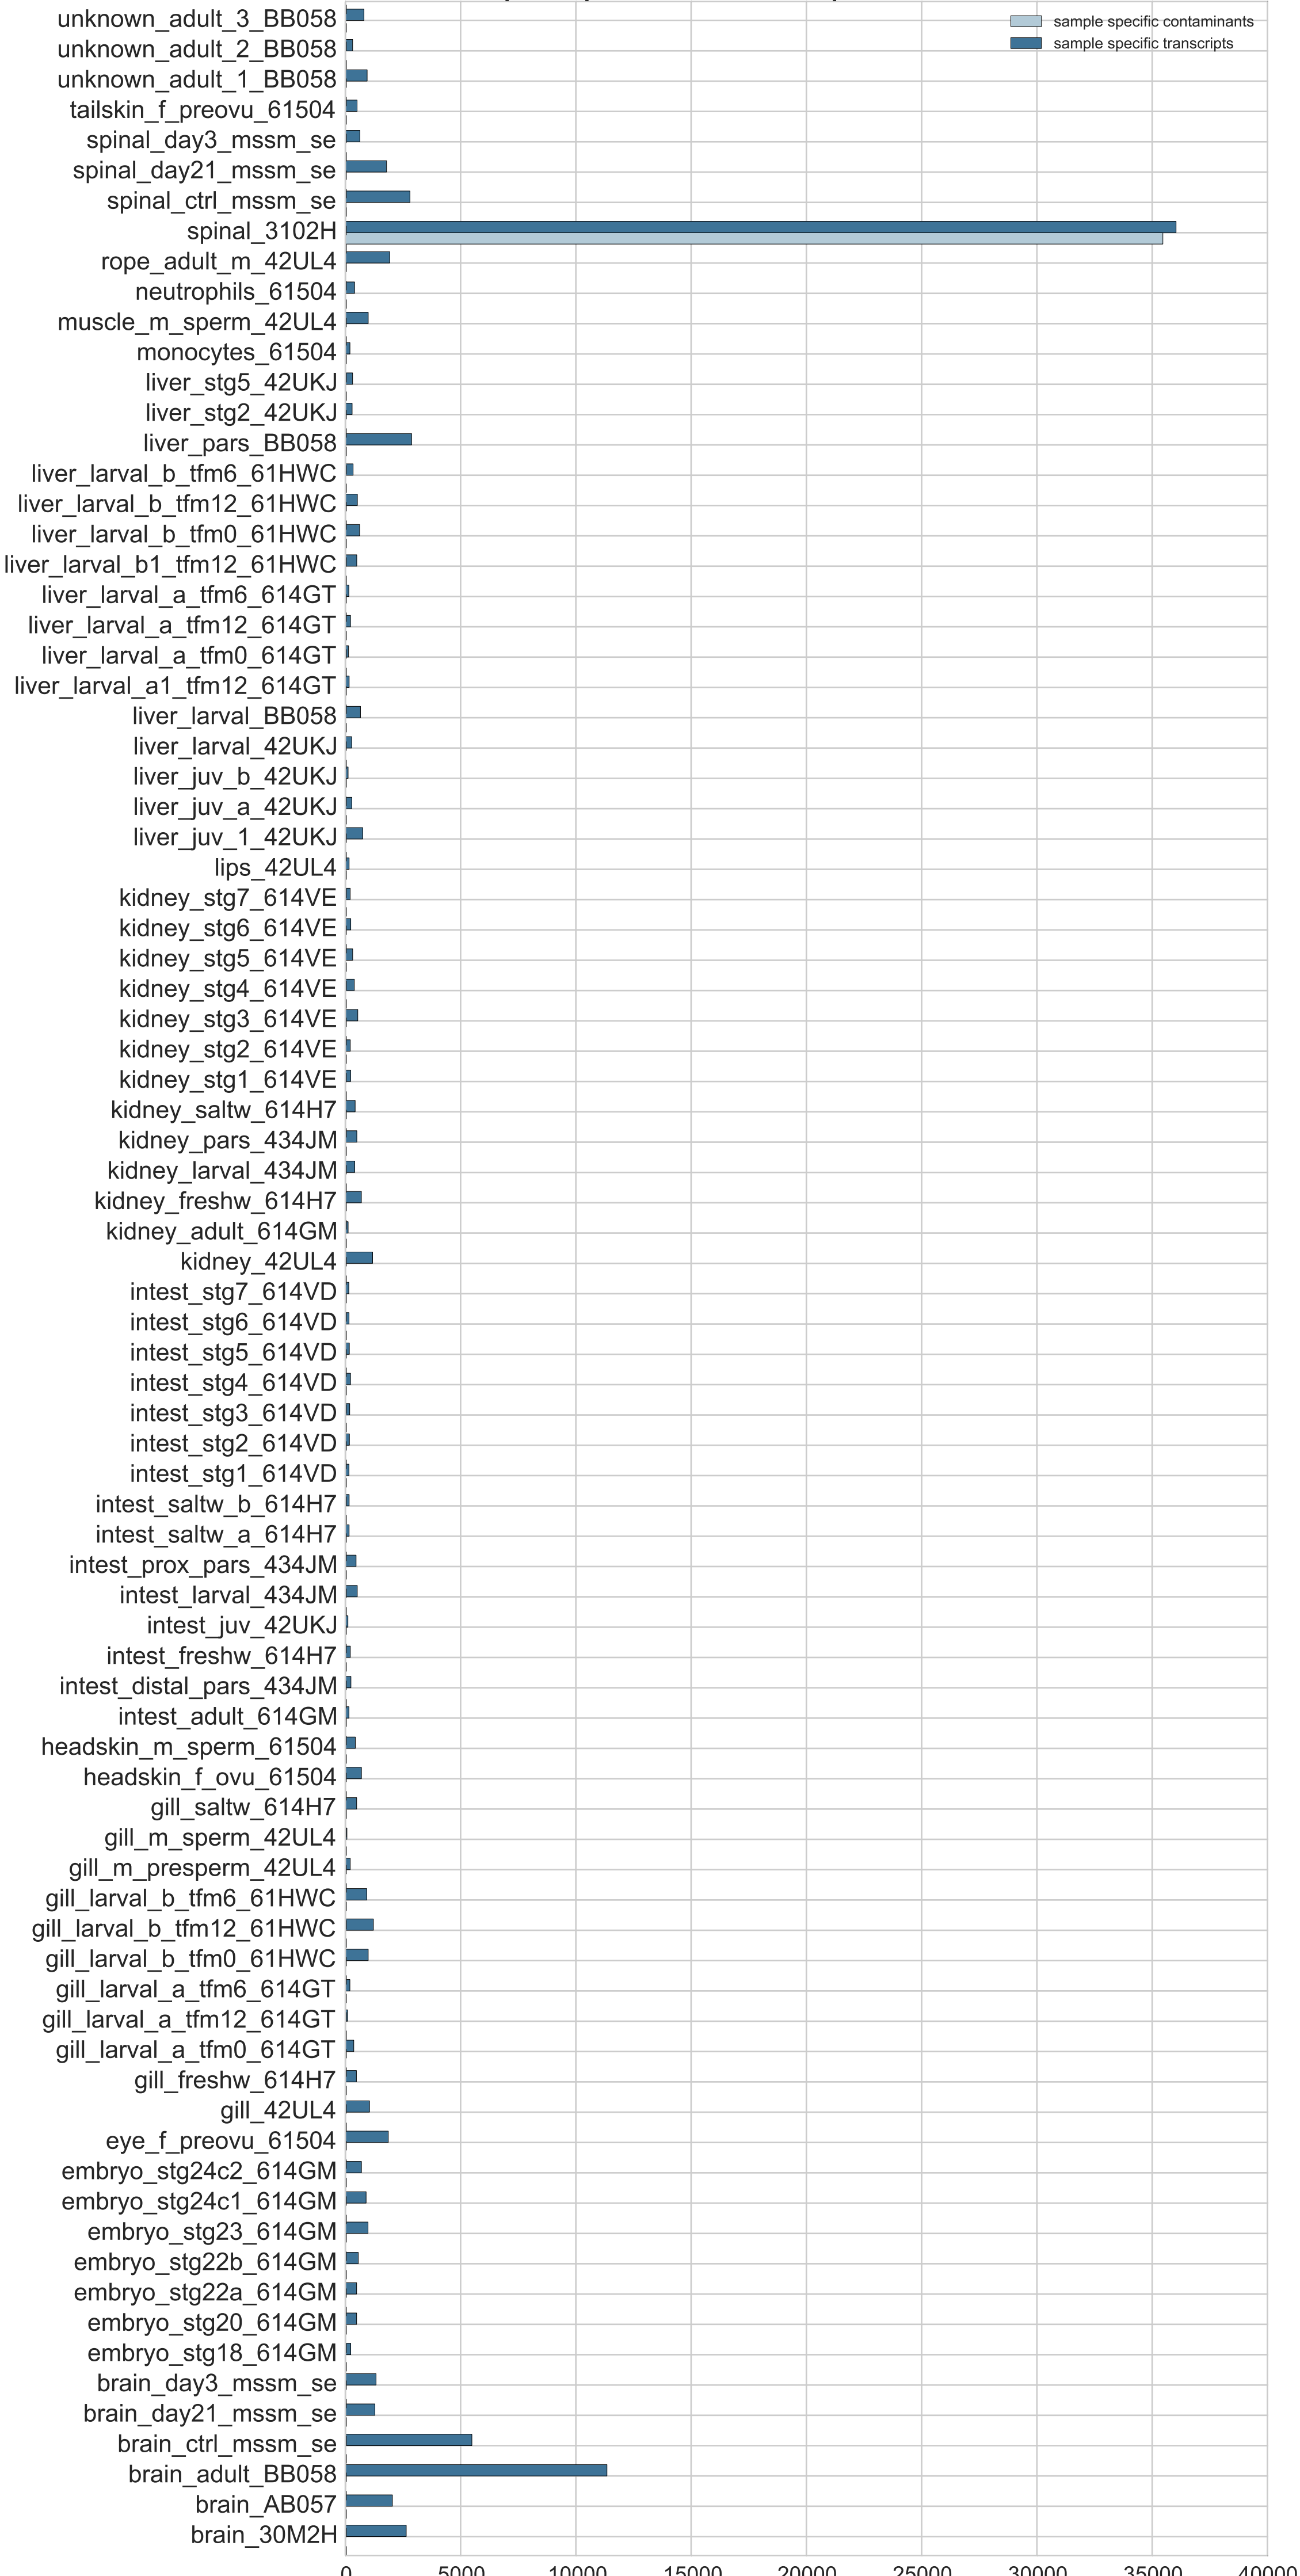 unknown_adult_3_BB058
sample specific contaminants
unknown_adult_2_BB058
sample specific transcripts
unknown_adult_1_BB058
tailskin_f_preovu_61504
spinal_day3_mssm_se
spinal_day21_mssm_se
spinal_ctrl_mssm_se
spinal_3102H
rope_adult_m_42UL4
neutrophils_61504
muscle_m_sperm_42UL4
monocytes_61504
liver_stg5_42UKJ
liver_stg2_42UKJ
liver_pars_BB058
liver_larval_b_tfm6_61HWC
liver_larval_b_tfm12_61HWC
liver_larval_b_tfm0_61HWC
liver_larval_b1_tfm12_61HWC
liver_larval_a_tfm6_614GT
liver_larval_a_tfm12_614GT
liver_larval_a_tfm0_614GT
liver_larval_a1_tfm12_614GT
liver_larval_BB058
liver_larval_42UKJ
liver_juv_b_42UKJ
liver_juv_a_42UKJ
liver_juv_1_42UKJ
lips_42UL4
kidney_stg7_614VE
kidney_stg6_614VE
kidney_stg5_614VE
kidney_stg4_614VE
kidney_stg3_614VE
kidney_stg2_614VE
kidney_stg1_614VE
kidney_saltw_614H7
kidney_pars_434JM
kidney_larval_434JM
kidney_freshw_614H7
kidney_adult_614GM
kidney_42UL4
intest_stg7_614VD
intest_stg6_614VD
intest_stg5_614VD
intest_stg4_614VD
intest_stg3_614VD
intest_stg2_614VD
intest_stg1_614VD
intest_saltw_b_614H7
intest_saltw_a_614H7
intest_prox_pars_434JM
intest_larval_434JM
intest_juv_42UKJ
intest_freshw_614H7
intest_distal_pars_434JM
intest_adult_614GM
headskin_m_sperm_61504
headskin_f_ovu_61504
gill_saltw_614H7
gill_m_sperm_42UL4
gill_m_presperm_42UL4
gill_larval_b_tfm6_61HWC
gill_larval_b_tfm12_61HWC
gill_larval_b_tfm0_61HWC
gill_larval_a_tfm6_614GT
gill_larval_a_tfm12_614GT
gill_larval_a_tfm0_614GT
gill_freshw_614H7
gill_42UL4
eye_f_preovu_61504
embryo_stg24c2_614GM
embryo_stg24c1_614GM
embryo_stg23_614GM
embryo_stg22b_614GM
embryo_stg22a_614GM
embryo_stg20_614GM
embryo_stg18_614GM
brain_day3_mssm_se
brain_day21_mssm_se
brain_ctrl_mssm_se
brain_adult_BB058
brain_AB057
brain_30M2H
0 5000 10000 15000 20000 25000 30000 35000 40000